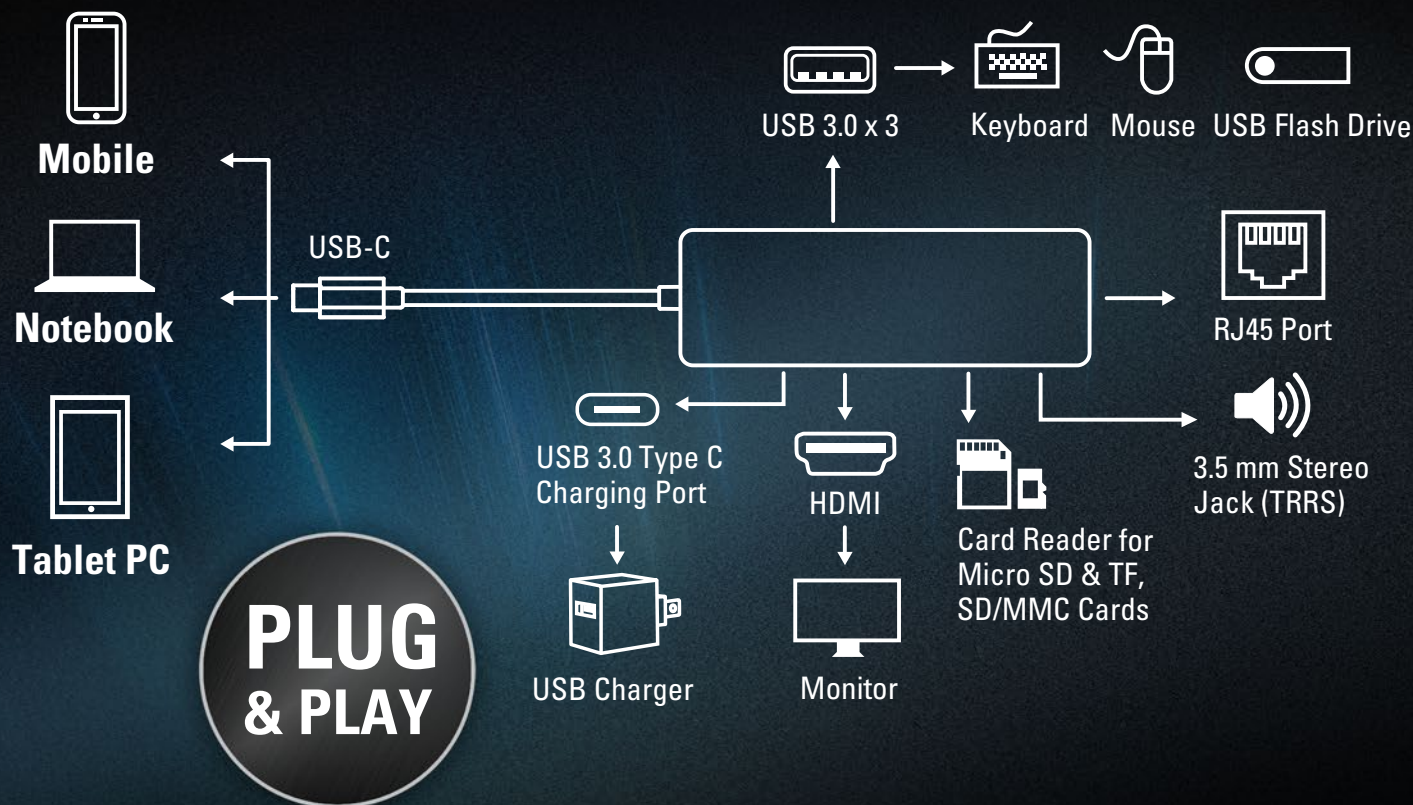 Mobile
Notebook
Tablet PC
USB-C
USB 3.0 x 3
Keyboard
Mouse
USB Flash Drive
RJ45 Port
3.5 mm Stereo
Jack (TRRS)
USB 3.0 Type C
Charging Port
USB Charger
HDMI
Monitor
Card Reader for
Micro SD & TF,
SD/MMC Cards
PLUG
& PLAY